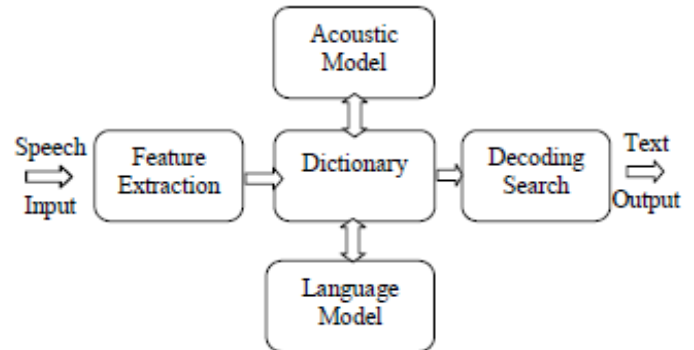 Acoustic
Model
Speech
Input
Feature
Extraction
Dictionary
Decoding
Search
Text
Output
Language
Model